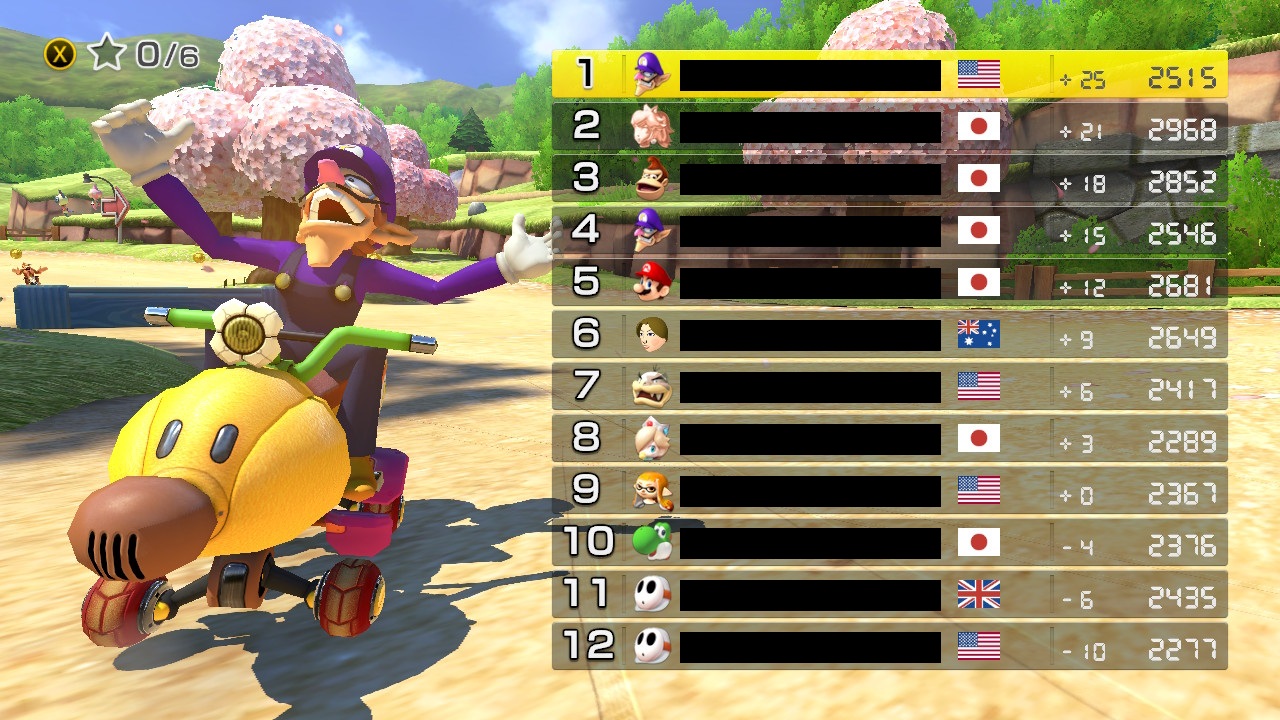 X 0/6
1 + 25 2515
2 + 21 2968
3 + 18 2852
4 + 15 2546
5 + 12 2681
6 + 9 2649
7 + 6 2417
8 + 3 2289
9 + 0 2367
10 - 4 2376
11 - 6 2435
12 - 10 2277